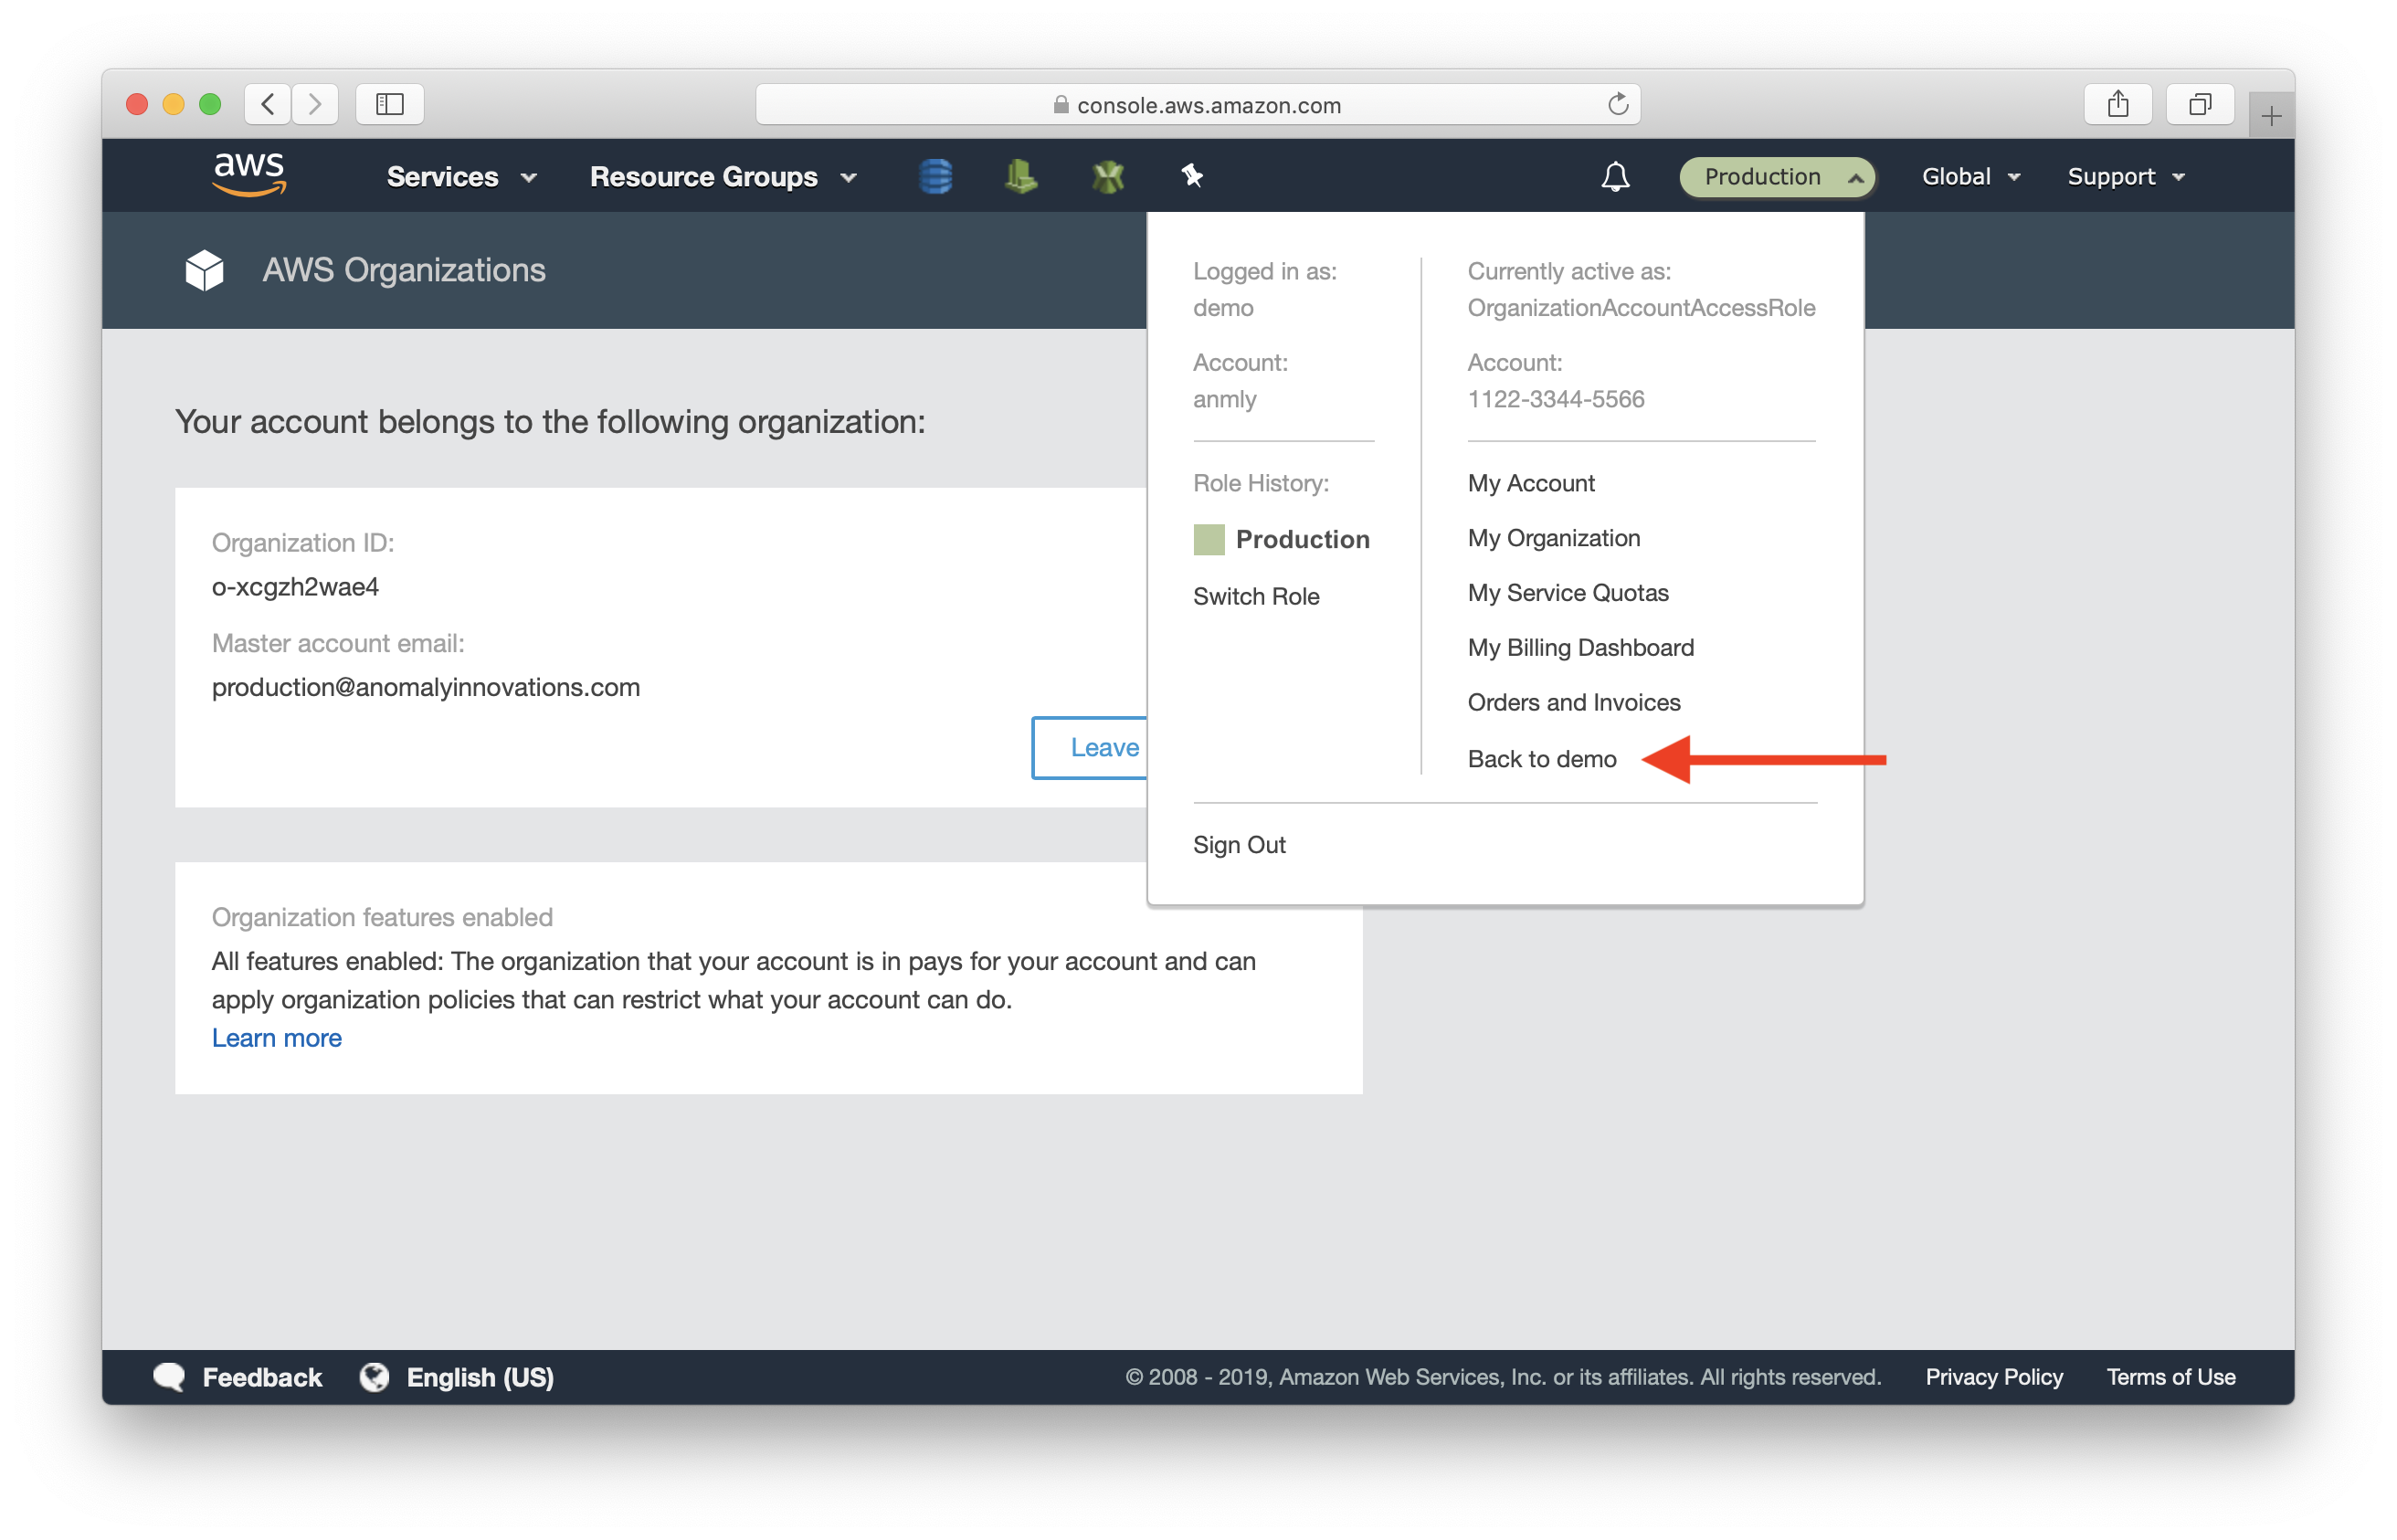 console.aws.amazon.com
aws
Services
Resource Groups
Production
Global
Support
AWS Organizations
Logged in as:
demo
Account:
anmly
Role History:
Production
Switch Role
Currently active as:
OrganizationAccountAccessRole
Account:
1122-3344-5566
My Account
My Organization
My Service Quotas
My Billing Dashboard
Orders and Invoices
Back to demo
Sign Out
Your account belongs to the following organization:
Organization ID:
o-xcgzh2wae4
Master account email:
production@anomalyinnovations.com
Leave
Organization features enabled
All features enabled: The organization that your account is in pays for your account and can
apply organization policies that can restrict what your account can do.
Learn more
Feedback
English (US)
© 2008 - 2019, Amazon Web Services, Inc. or its affiliates. All rights reserved.
Privacy Policy
Terms of Use